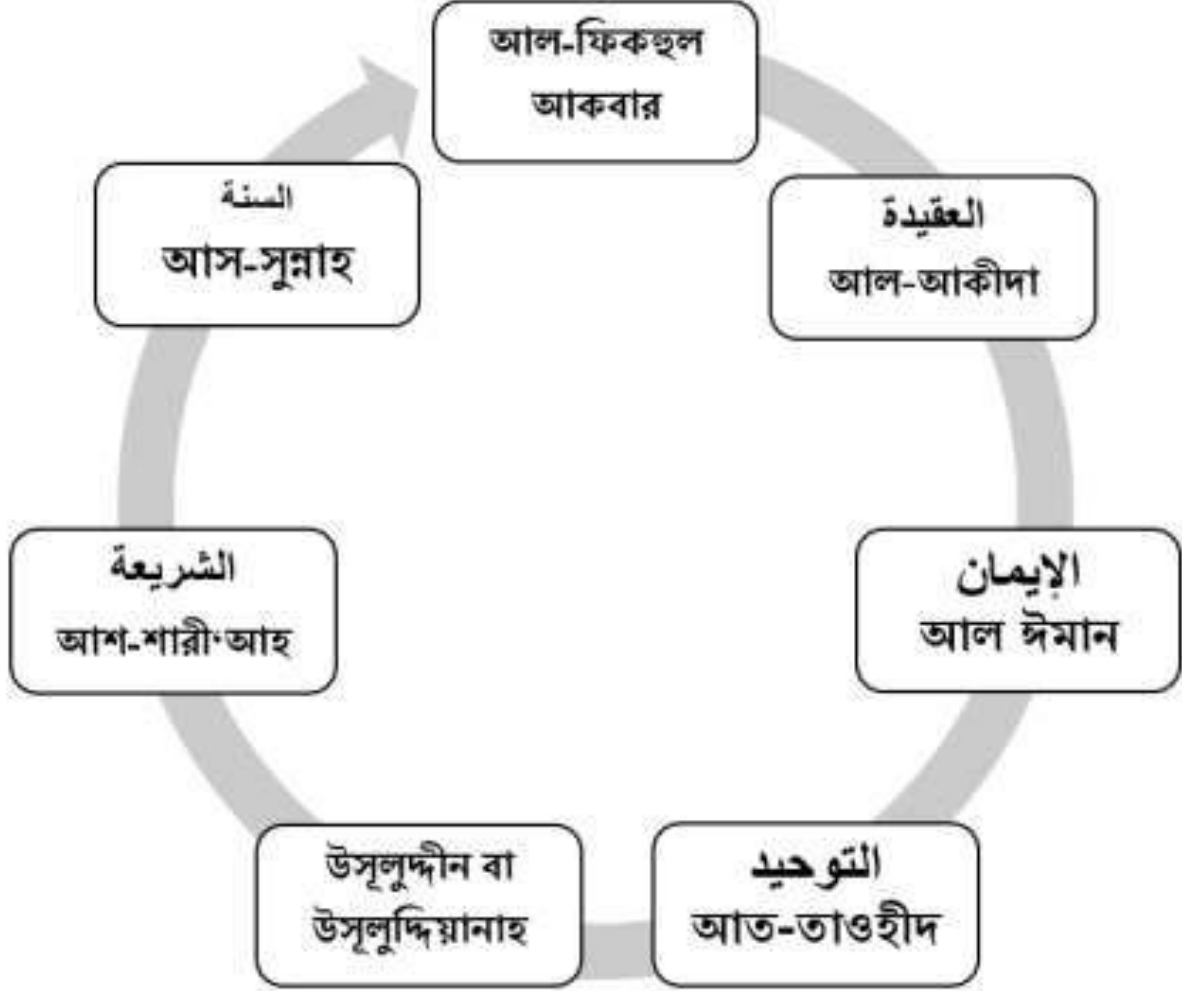 আল-ফিকহুল
আকবার
العقيدة
আল-আকীদা
الإيمان
আল ঈমান
التوحيد
আত-তাওহীদ
উসূলুদ্দীন বা
উসূলুদ্দিয়ানাহ
الشريعة
আশ-শারী‘আহ
السنة
আস-সুন্নাহ